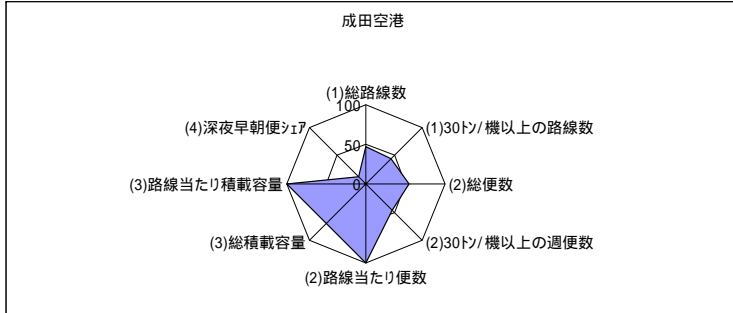 成田空港
(1)総路線数
100
(4)深夜早朝便ｼｪｱ
(1)30ﾄﾝ/機以上の路線数
50
(3)路線当たり積載容量
0
(2)総便数
(3)総積載容量
(2)30ﾄﾝ/機以上の週便数
(2)路線当たり便数